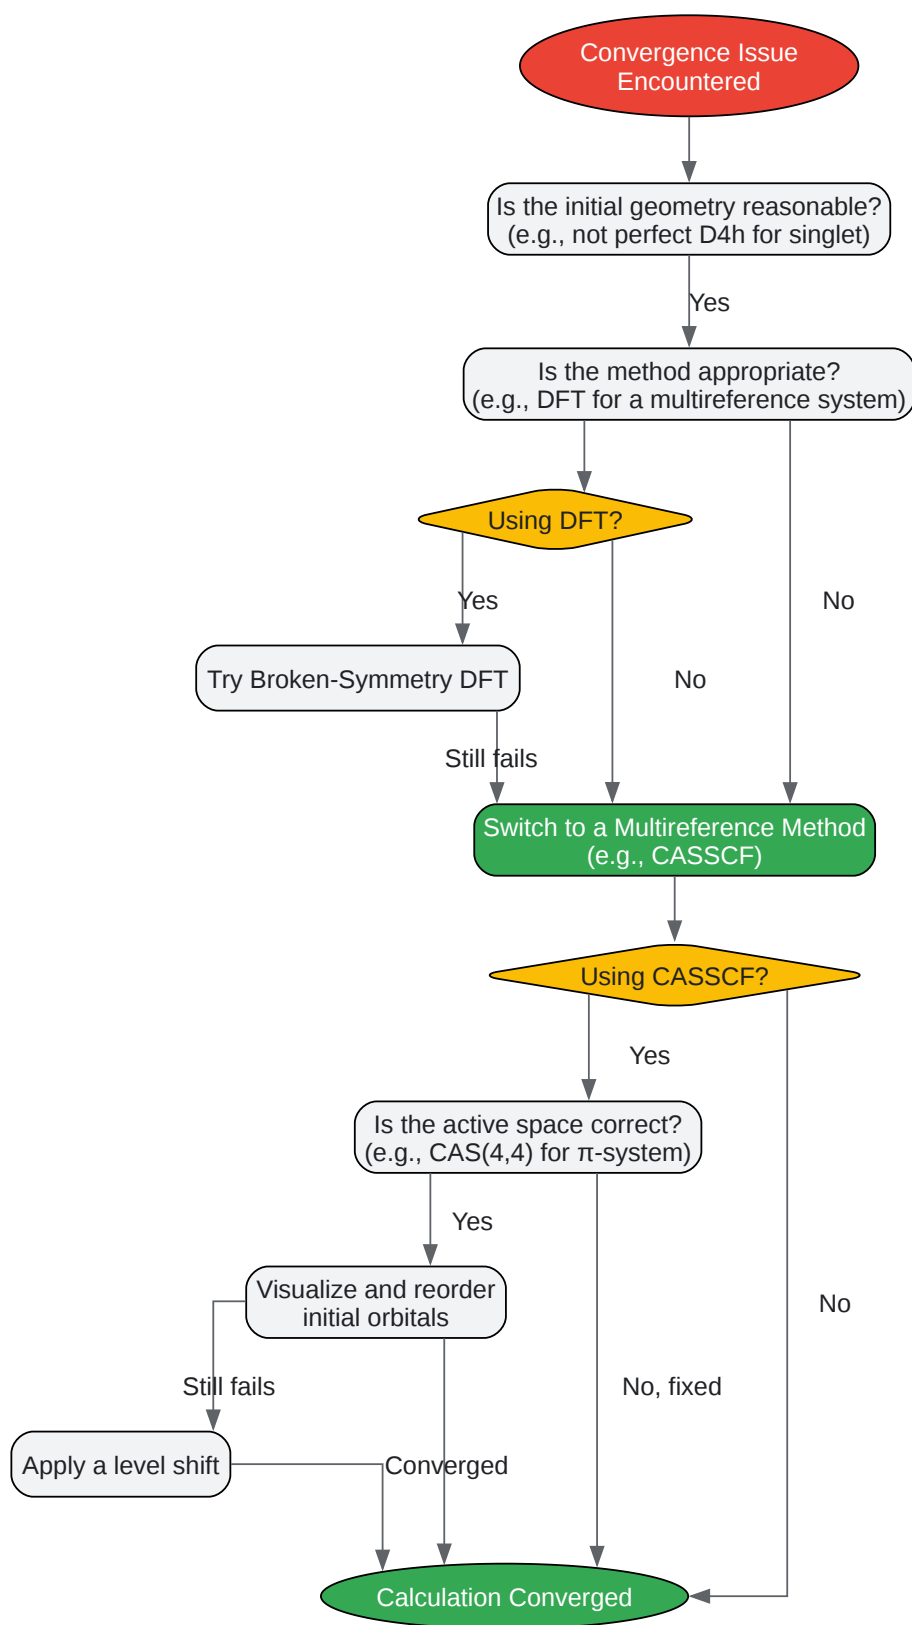 Convergence Issue
Encountered
Is the initial geometry reasonable?
(e.g., not perfect D4h for singlet)
Yes
Is the method appropriate?
(e.g., DFT for a multireference system)
Using DFT?
Yes
No
Try Broken-Symmetry DFT
No
Still fails
Switch to a Multireference Method
(e.g., CASSCF)
Using CASSCF?
Yes
Is the active space correct?
(e.g., CAS(4,4) for π-system)
Yes
Visualize and reorder
initial orbitals
No
Still fails
No, fixed
Apply a level shift
Converged
Calculation Converged